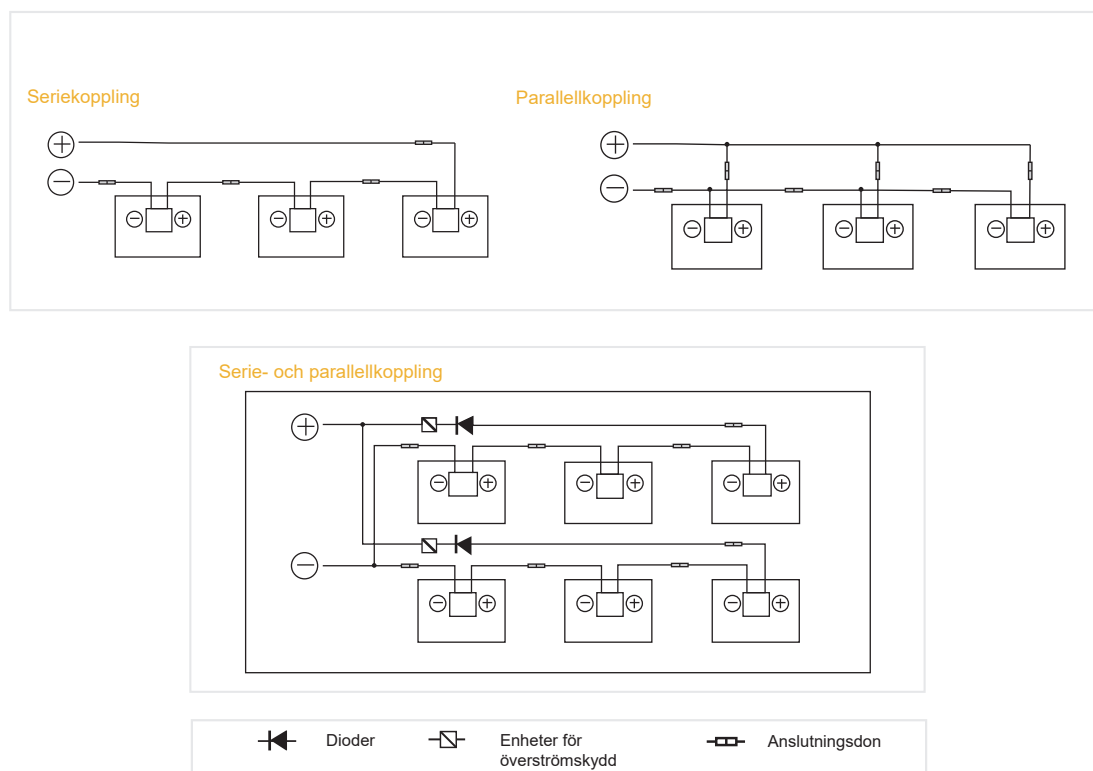 Seriekoppling
Parallellkoppling
Serie- och parallellkoppling
Dioder
Enheter för
överströmskydd
Anslutningsdon